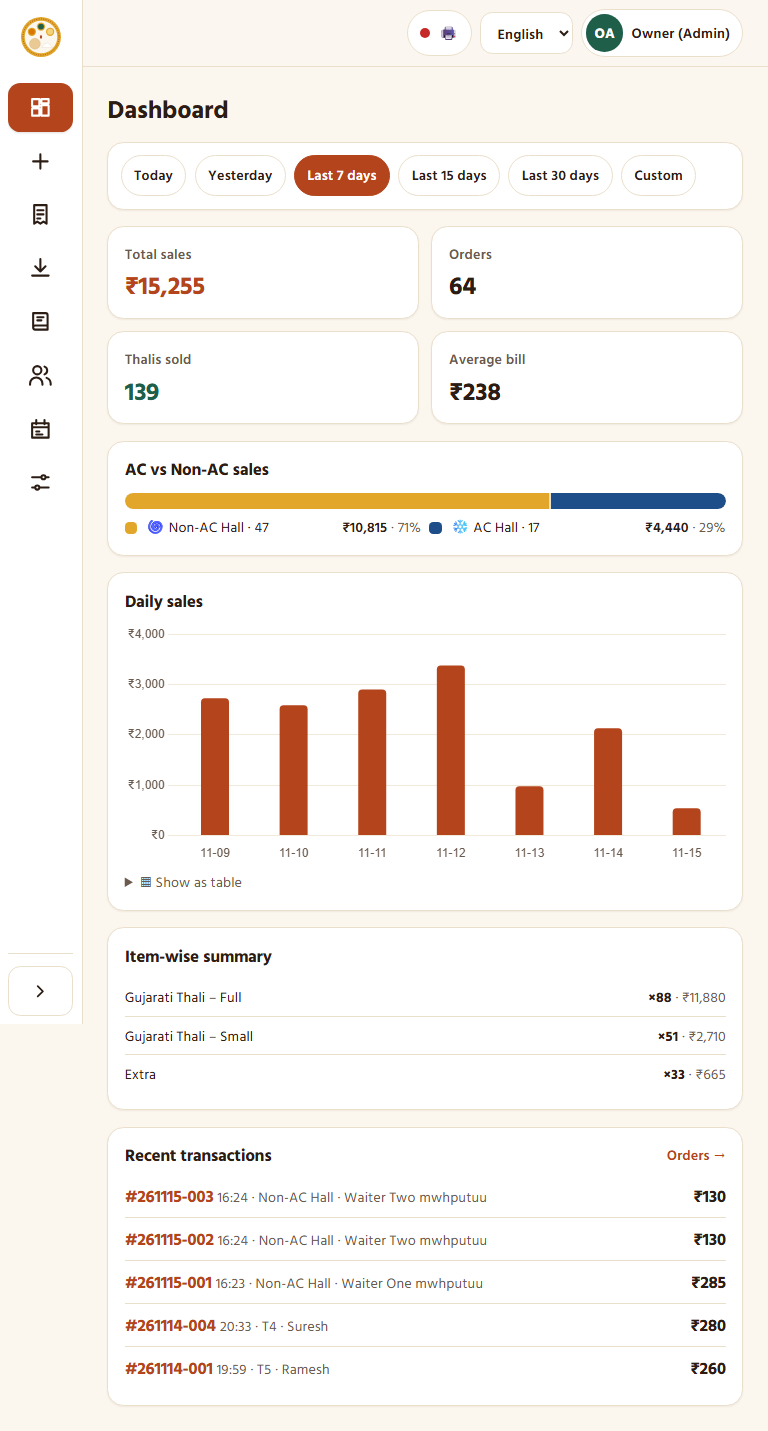 English
OA Owner (Admin)
Dashboard
Today Yesterday Last 7 days Last 15 days Last 30 days Custom
Total sales
₹15,255
Orders
64
Thalis sold
139
Average bill
₹238
AC vs Non-AC sales
Non-AC Hall · 47 ₹10,815 · 71% AC Hall · 17 ₹4,440 · 29%
Daily sales
₹4,000
₹3,000
₹2,000
₹1,000
₹0
11-09 11-10 11-11 11-12 11-13 11-14 11-15
Show as table
Item-wise summary
Gujarati Thali – Full ×88 · ₹11,880
Gujarati Thali – Small ×51 · ₹2,710
Extra ×33 · ₹665
Recent transactions Orders →
#261115-003 16:24 · Non-AC Hall · Waiter Two mwhputuu ₹130
#261115-002 16:24 · Non-AC Hall · Waiter Two mwhputuu ₹130
#261115-001 16:23 · Non-AC Hall · Waiter One mwhputuu ₹285
#261114-004 20:33 · T4 · Suresh ₹280
#261114-001 19:59 · T5 · Ramesh ₹260